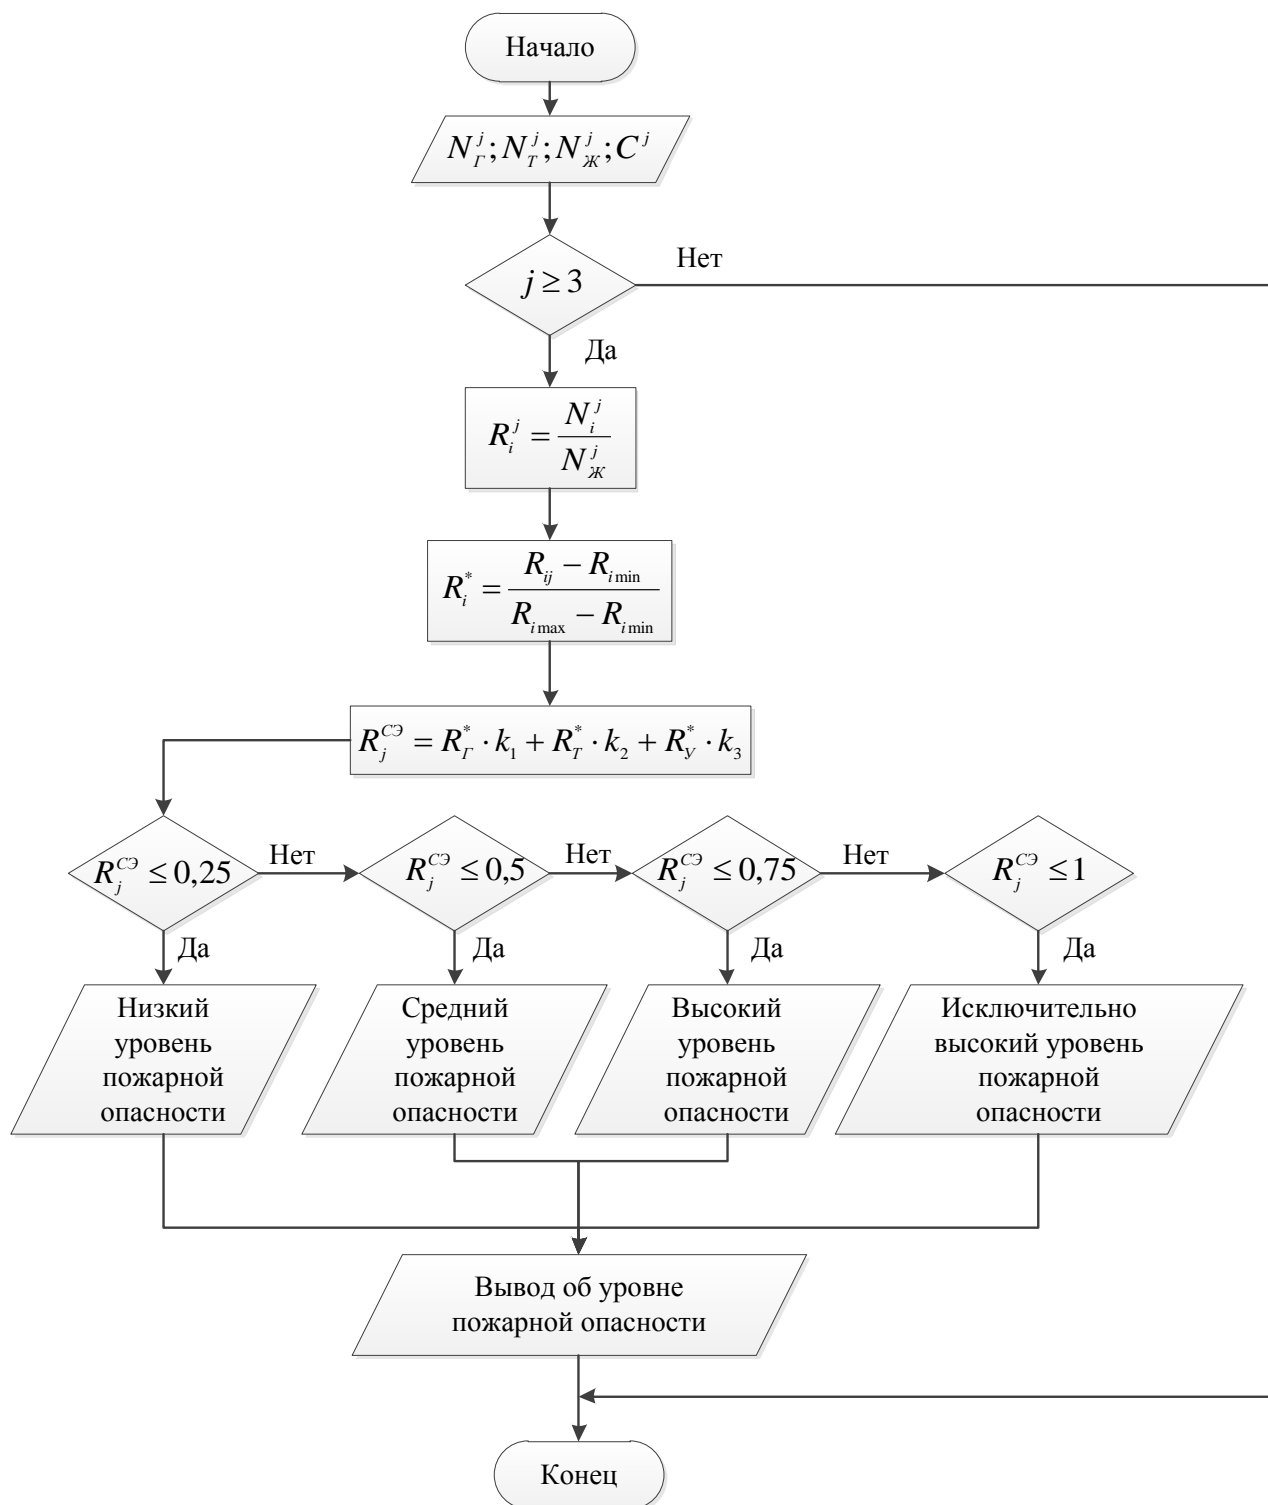 Начало
N_Г^j; N_Т^j; N_Ж^j; C^j
j ≥ 3
Нет
Да
R_i^j = N_i^j / N_Ж^j
R_i^* = (R_ij − R_i min) / (R_i max − R_i min)
R_j^СЭ = R_Г^* · k_1 + R_Т^* · k_2 + R_У^* · k_3
R_j^СЭ ≤ 0,25
Нет
R_j^СЭ ≤ 0,5
Нет
R_j^СЭ ≤ 0,75
Нет
R_j^СЭ ≤ 1
Да
Да
Да
Да
Низкий
уровень
пожарной
опасности
Средний
уровень
пожарной
опасности
Высокий
уровень
пожарной
опасности
Исключительно
высокий уровень
пожарной
опасности
Вывод об уровне
пожарной опасности
Конец